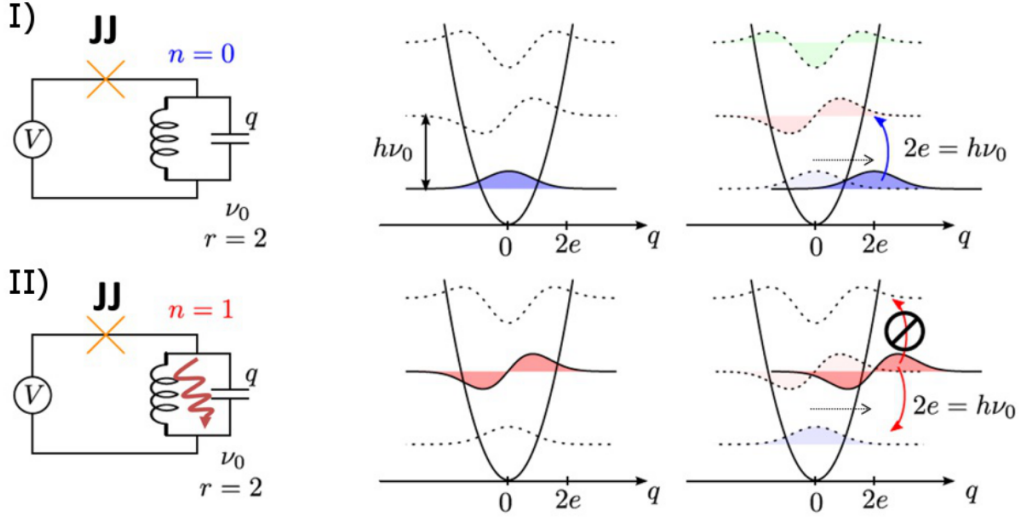 I)
JJ
n = 0
V
q
ν₀
r = 2
hν₀
0
2e
q
2e = hν₀
0
2e
q
II)
JJ
n = 1
V
q
ν₀
r = 2
0
2e
q
2e = hν₀
0
2e
q